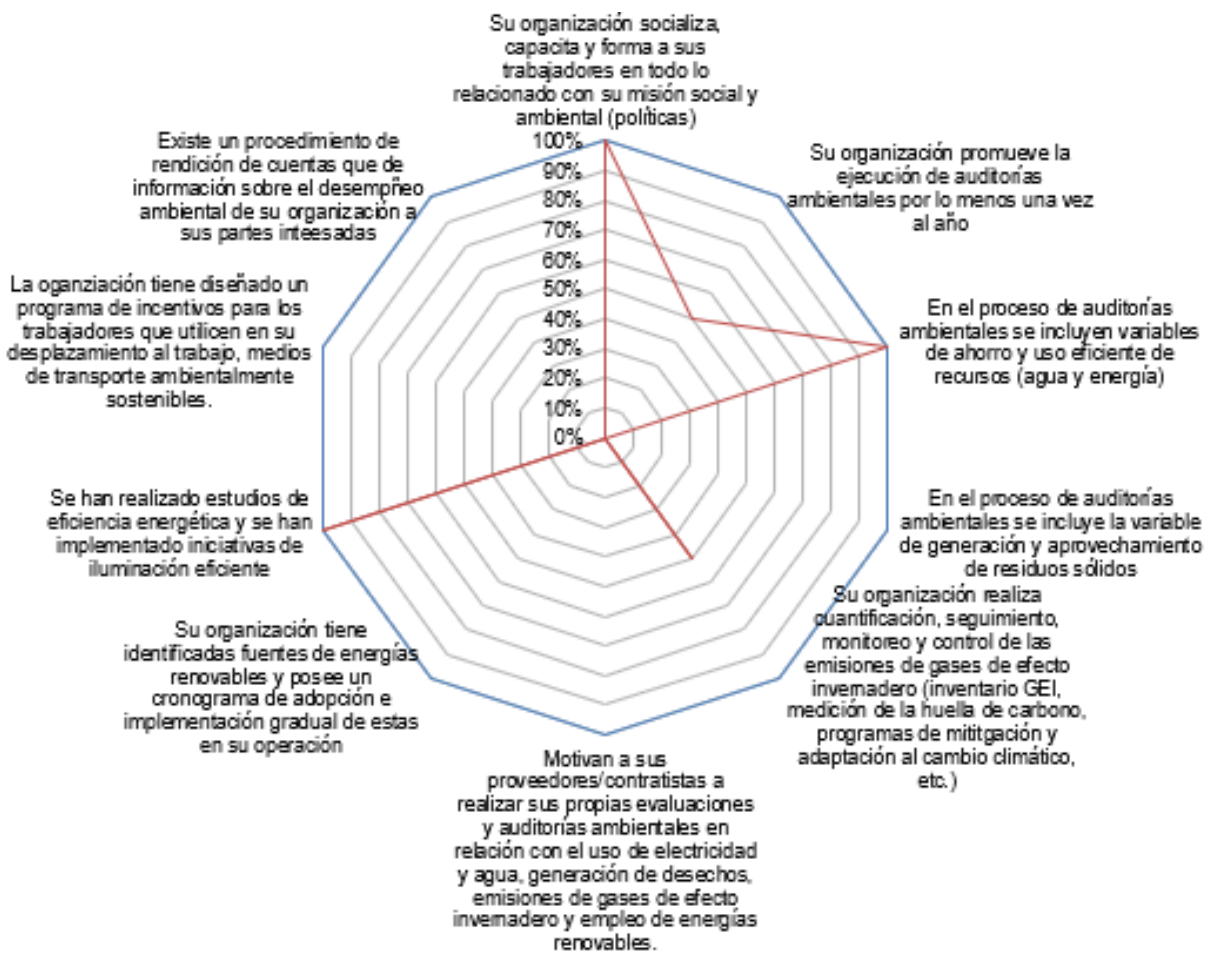 Su organización socializa,
capacita y forma a sus
trabajadores en todo lo
relacionado con su misión social y
ambiental (políticas)
Su organización promueve la
ejecución de auditorías
ambientales por lo menos una vez
al año
En el proceso de auditorías
ambientales se incluyen variables
de ahorro y uso eficiente de
recursos (agua y energía)
En el proceso de auditorías
ambientales se incluye la variable
de generación y aprovechamiento
de residuos sólidos
Su organización realiza
cuantificación, seguimiento,
monitoreo y control de las
emisiones de gases de efecto
invernadero (inventario GEI,
medición de la huella de carbono,
programas de mititgación y
adaptación al cambio climático,
etc.)
Motivan a sus
proveedores/contratistas a
realizar sus propias evaluaciones
y auditorías ambientales en
relación con el uso de electricidad
y agua, generación de desechos,
emisiones de gases de efecto
invernadero y empleo de energías
renovables.
Su organización tiene
identificadas fuentes de energías
renovables y posee un
cronograma de adopción e
implementación gradual de estas
en su operación
Se han realizado estudios de
eficiencia energética y se han
implementado iniciativas de
iluminación eficiente
La oganziación tiene diseñado un
programa de incentivos para los
trabajadores que utilicen en su
desplazamiento al trabajo, medios
de transporte ambientalmente
sostenibles.
Existe un procedimiento de
rendición de cuentas que de
información sobre el desempñeo
ambiental de su organización a
sus partes inteesadas
100%
90%
80%
70%
60%
50%
40%
30%
20%
10%
0%